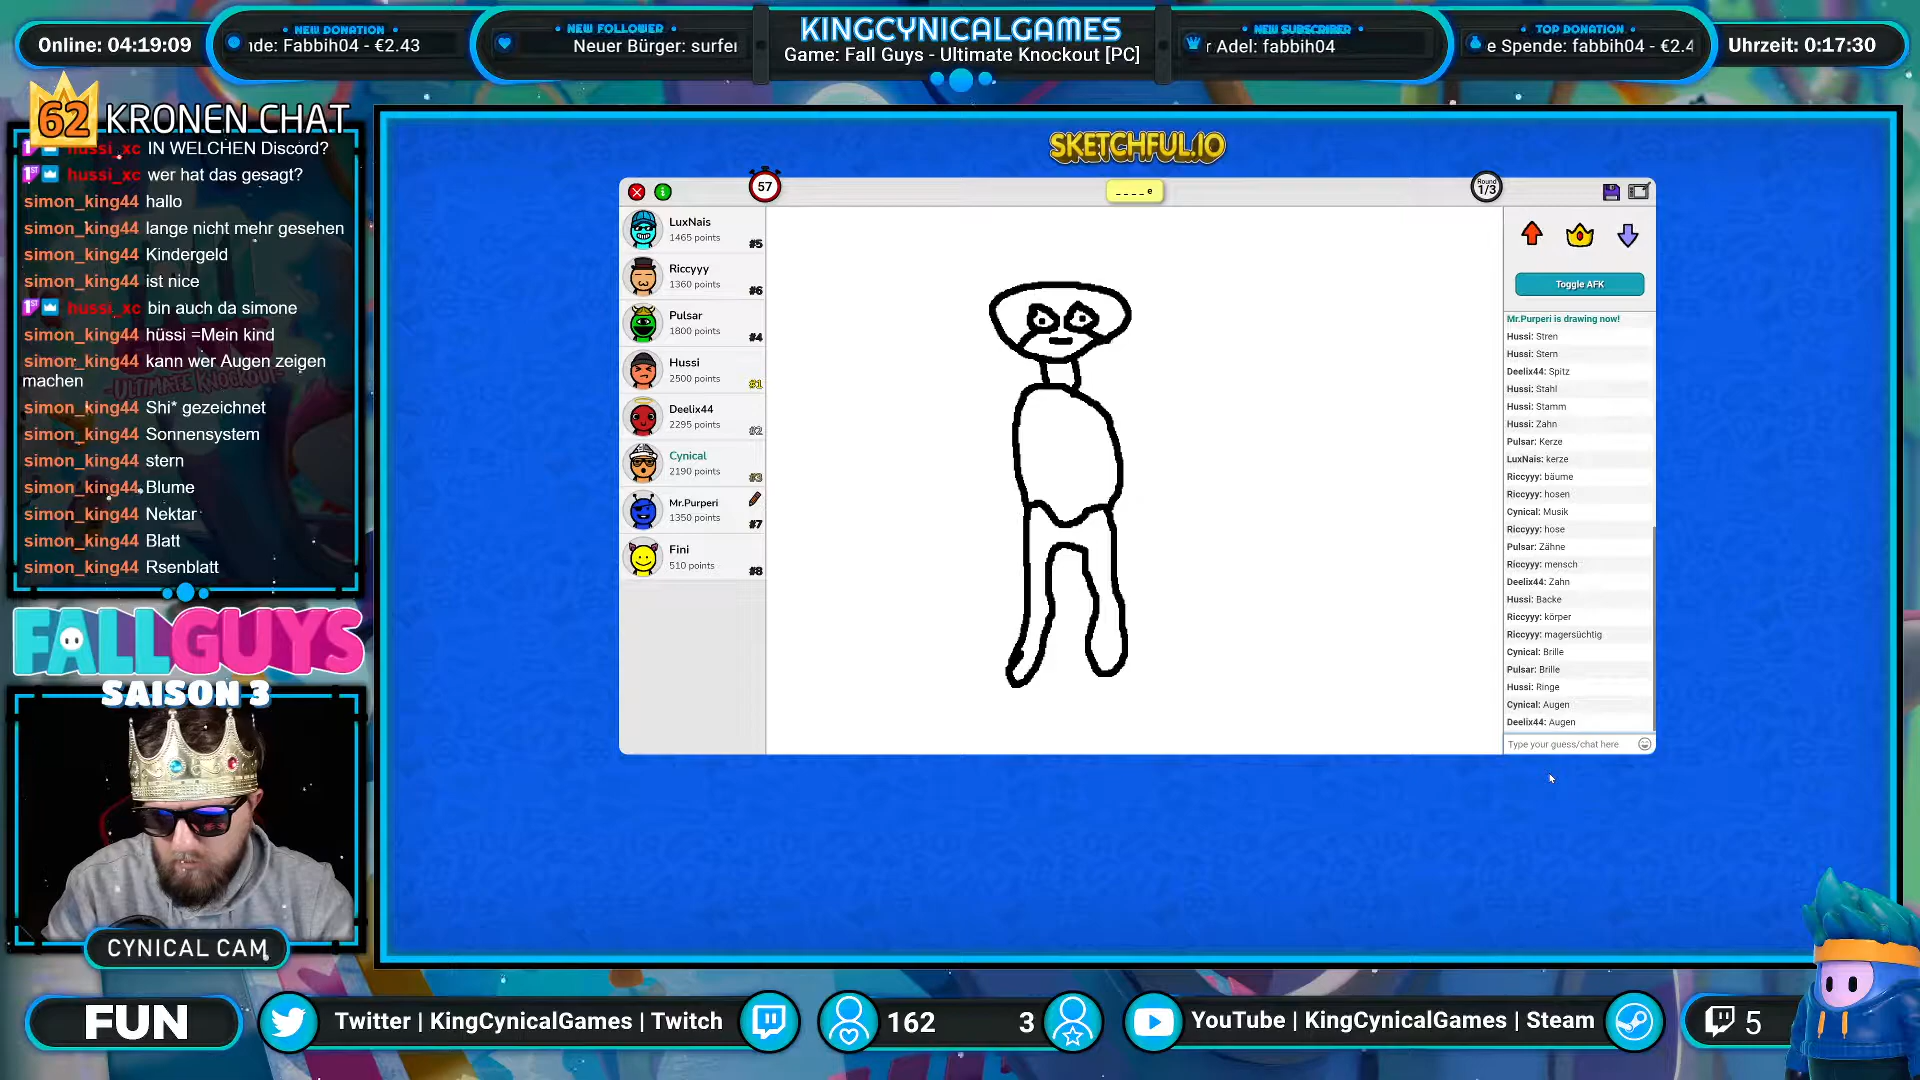 Online: 04:19:09
NEW DONATION
nde: Fabbih04 - €2.43
NEW FOLLOWER
Neuer Bürger: surfer
KINGCYNICALGAMES
Game: Fall Guys - Ultimate Knockout [PC]
NEW SUBSCRIBER
r Adel: fabbih04
TOP DONATION
e Spende: fabbih04 - €2.4
Uhrzeit: 0:17:30
62 KRONEN CHAT
hussi_xc IN WELCHEN Discord?
hussi_xc wer hat das gesagt?
simon_king44 hallo
simon_king44 lange nicht mehr gesehen
simon_king44 Kindergeld
simon_king44 ist nice
hussi_xc bin auch da simone
simon_king44 hüssi =Mein kind
simon_king44 kann wer Augen zeigen
machen
simon_king44 Shi* gezeichnet
simon_king44 Sonnensystem
simon_king44 stern
simon_king44 Blume
simon_king44 Nektar
simon_king44 Blatt
simon_king44 Rsenblatt
FALL GUYS
SAISON 3
CYNICAL CAM
SKETCHFUL.IO
57
_ _ _ _ e
Round
1/3
LuxNais
1465 points
#5
Riccyyy
1360 points
#6
Pulsar
1800 points
#4
Hussi
2500 points
#1
Deelix44
2295 points
#2
Cynical
2190 points
#3
Mr.Purperi
1350 points
#7
Fini
510 points
#8
Toggle AFK
Mr.Purperi is drawing now!
Hussi: Stren
Hussi: Stern
Deelix44: Spitz
Hussi: Stahl
Hussi: Stamm
Hussi: Zahn
Pulsar: Kerze
LuxNais: kerze
Riccyyy: bäume
Riccyyy: hosen
Cynical: Musik
Riccyyy: hose
Pulsar: Zähne
Riccyyy: mensch
Deelix44: Zahn
Hussi: Backe
Riccyyy: körper
Riccyyy: magersüchtig
Cynical: Brille
Pulsar: Brille
Hussi: Ringe
Cynical: Augen
Deelix44: Augen
Type your guess/chat here
FUN
Twitter | KingCynicalGames | Twitch
162
3
YouTube | KingCynicalGames | Steam
5